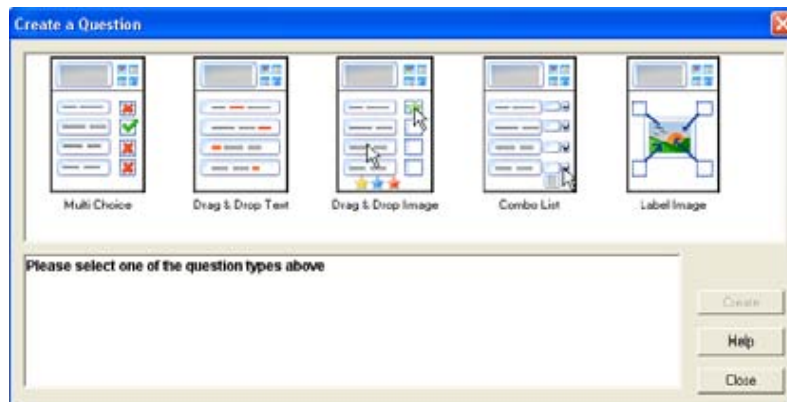 Create a Question
Multi Choice
Drag & Drop Text
Drag & Drop Image
Combo List
Label Image
Please select one of the question types above
Create
Help
Close